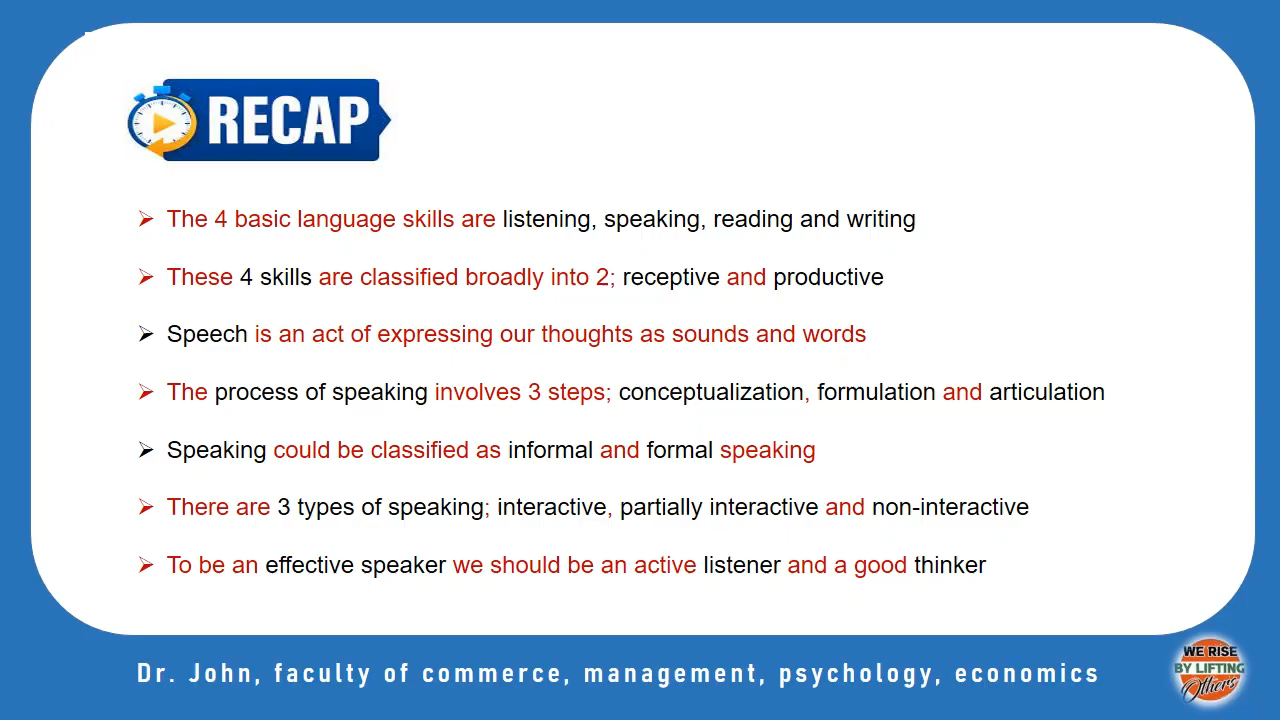 RECAP
The 4 basic language skills are listening, speaking, reading and writing
These 4 skills are classified broadly into 2; receptive and productive
Speech is an act of expressing our thoughts as sounds and words
The process of speaking involves 3 steps; conceptualization, formulation and articulation
Speaking could be classified as informal and formal speaking
There are 3 types of speaking; interactive, partially interactive and non-interactive
To be an effective speaker we should be an active listener and a good thinker
Dr. John, faculty of commerce, management, psychology, economics
WE RISE
BY LIFTING
Others